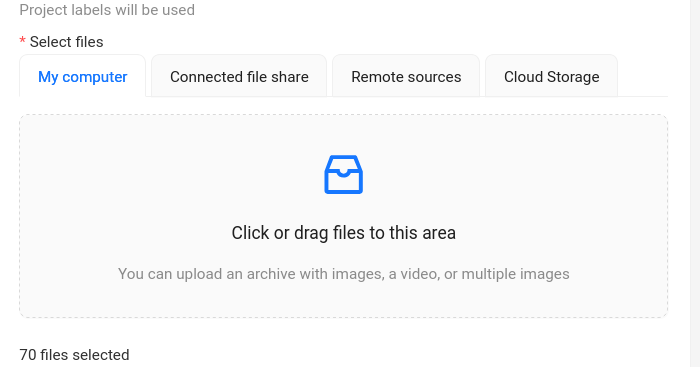 Project labels will be used
* Select files
My computer
Connected file share
Remote sources
Cloud Storage
Click or drag files to this area
You can upload an archive with images, a video, or multiple images
70 files selected